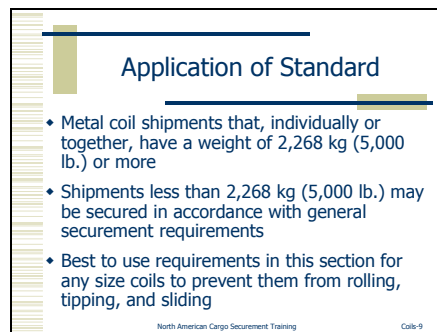 Application of Standard
Metal coil shipments that, individually or
together, have a weight of 2,268 kg (5,000
lb.) or more
Shipments less than 2,268 kg (5,000 lb.) may
be secured in accordance with general
securement requirements
Best to use requirements in this section for
any size coils to prevent them from rolling,
tipping, and sliding
North American Cargo Securement Training
Coils-9